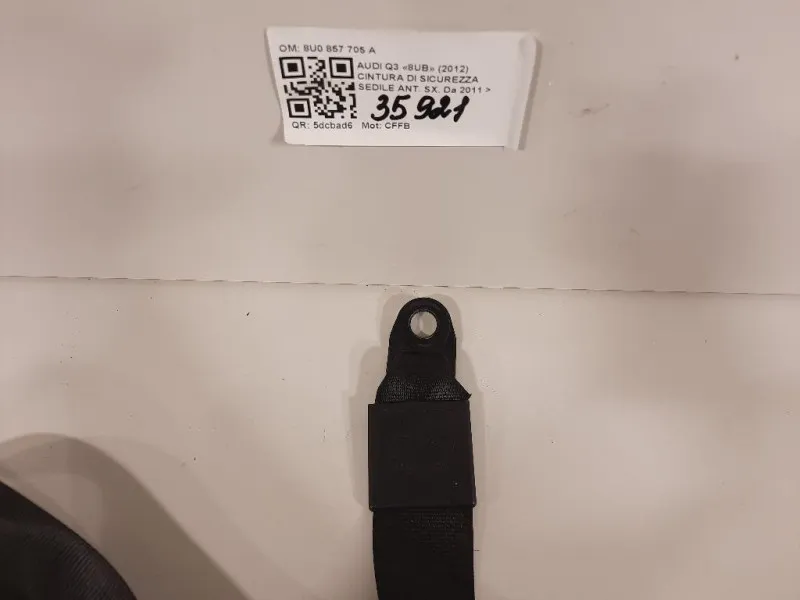 OM: 8U0 857 705 A
AUDI Q3 «8UB» (2012)
CINTURA DI SICUREZZA
SEDILE ANT. SX. Da 2011 >
35921
QR: 5dcbad6 Mot: CFFB